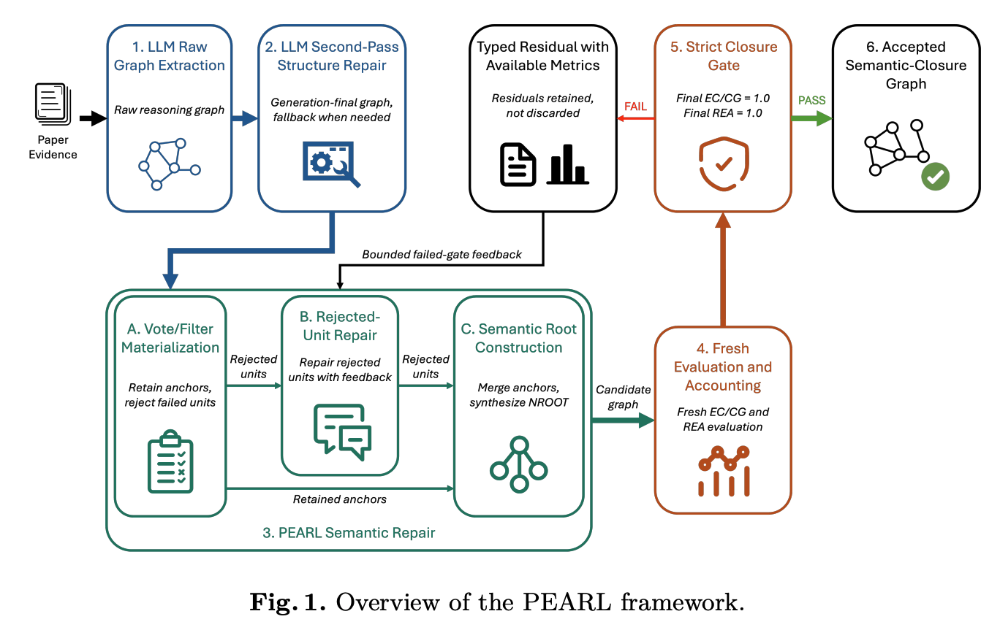 Paper
Evidence
1. LLM Raw
Graph Extraction
Raw reasoning graph
2. LLM Second-Pass
Structure Repair
Generation-final graph,
fallback when needed
Typed Residual with
Available Metrics
Residuals retained,
not discarded
FAIL
5. Strict Closure
Gate
Final EC/CG = 1.0
Final REA = 1.0
PASS
6. Accepted
Semantic-Closure
Graph
Bounded failed-gate feedback
A. Vote/Filter
Materialization
Retain anchors,
reject failed units
Rejected
units
B. Rejected-
Unit Repair
Repair rejected
units with feedback
Rejected
units
C. Semantic Root
Construction
Merge anchors,
synthesize NROOT
Retained anchors
3. PEARL Semantic Repair
Candidate
graph
4. Fresh
Evaluation and
Accounting
Fresh EC/CG and
REA evaluation
Fig. 1. Overview of the PEARL framework.